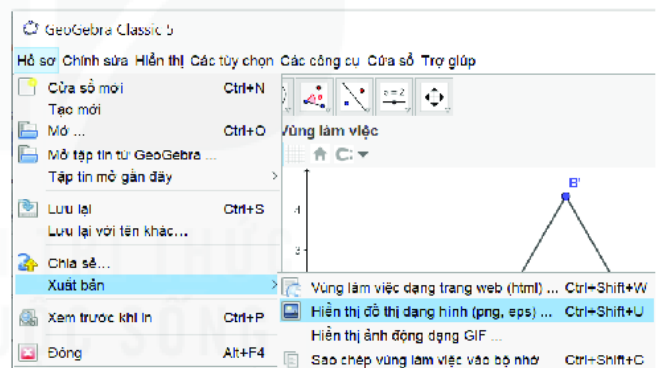 GeoGebra Classic 5
Hồ sơ Chỉnh sửa Hiển thị Các tùy chọn Các công cụ Cửa sổ Trợ giúp
Cửa sổ mới Ctrl+N
Tạo mới
Mở ... Ctrl+O
Mở tập tin từ GeoGebra ...
Tập tin mở gần đây
Lưu lại Ctrl+S
Lưu lại với tên khác...
Chia sẻ...
Xuất bản
Xem trước khi in Ctrl+P
Đóng Alt+F4
a=2
Vùng làm việc
B'
4
3
Vùng làm việc dạng trang web (html) ... Ctrl+Shift+W
Hiển thị đồ thị dạng hình (png, eps) ... Ctrl+Shift+U
Hiển thị ảnh động dạng GIF ...
Sao chép vùng làm việc vào bộ nhớ Ctrl+Shift+C